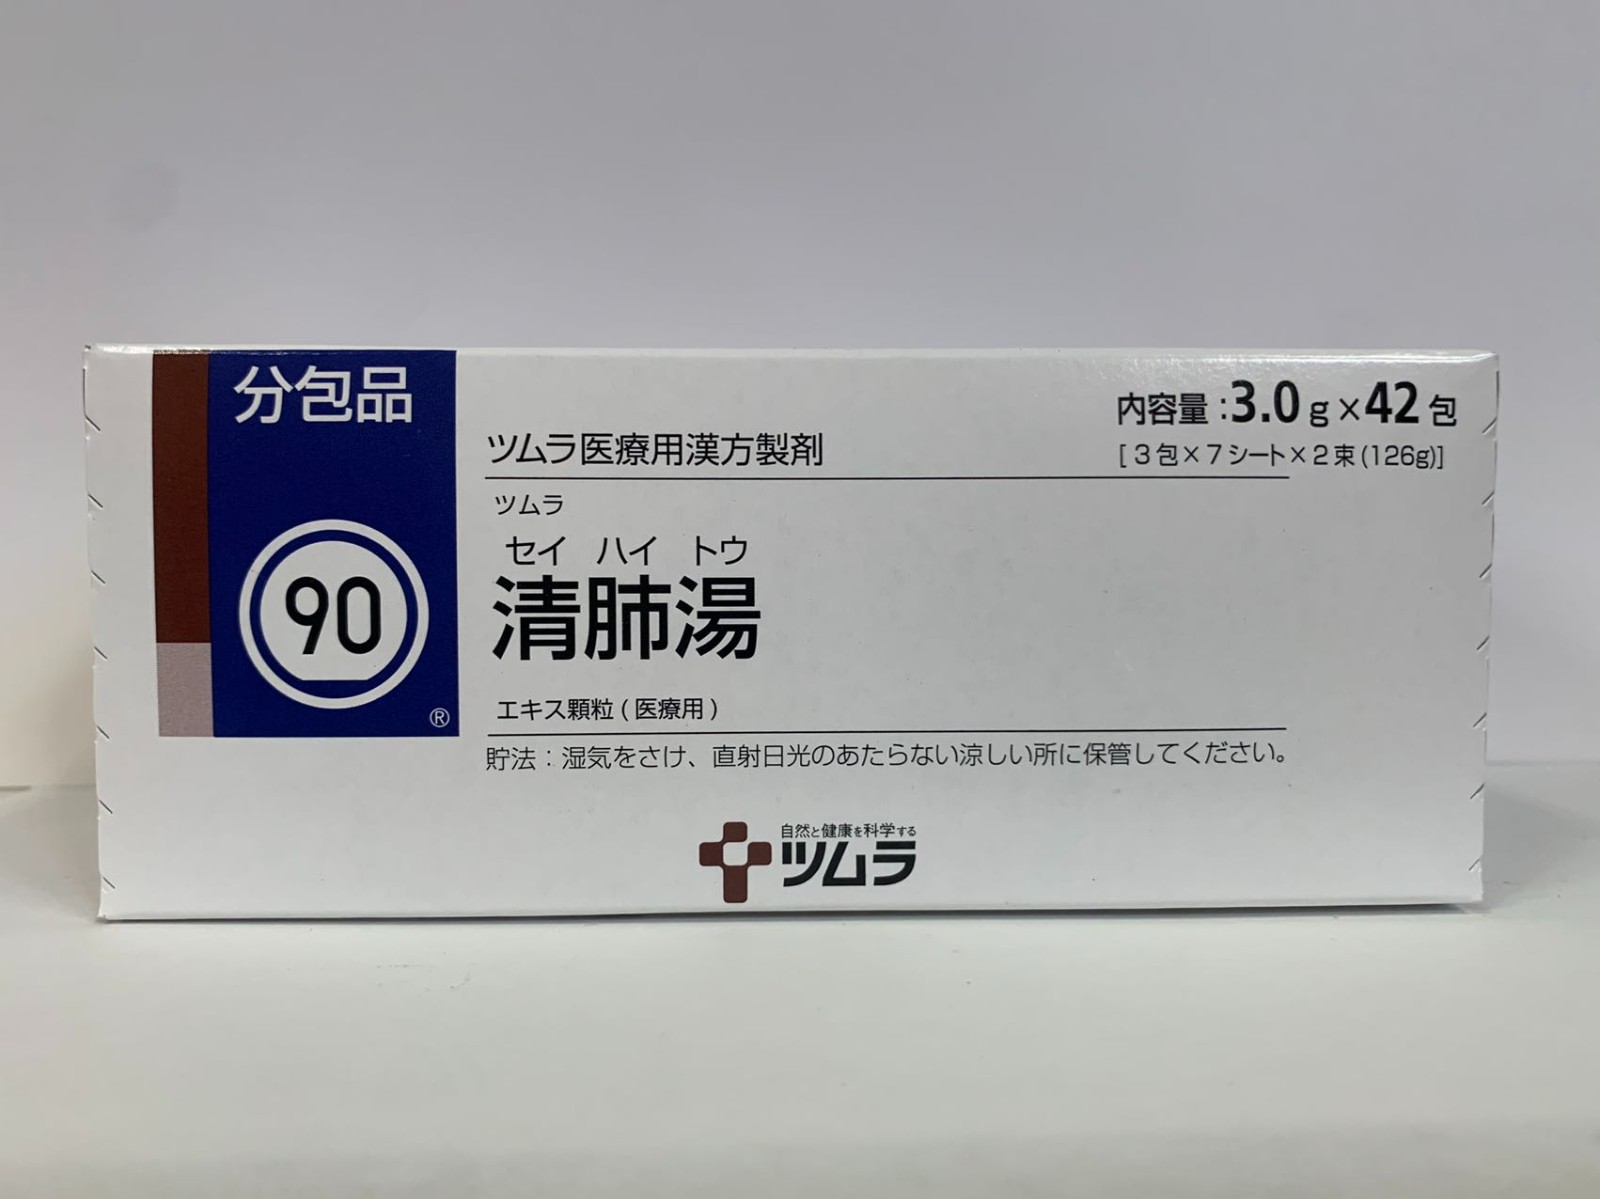 分包品
90
®
内容量:3.0g×42包
[3包×7シート×2束(126g)]
ツムラ医療用漢方製剤
ツムラ
セイ ハイ トウ
清肺湯
エキス顆粒(医療用)
貯法:湿気をさけ、直射日光のあたらない涼しい所に保管してください。
自然と健康を科学する
ツムラ